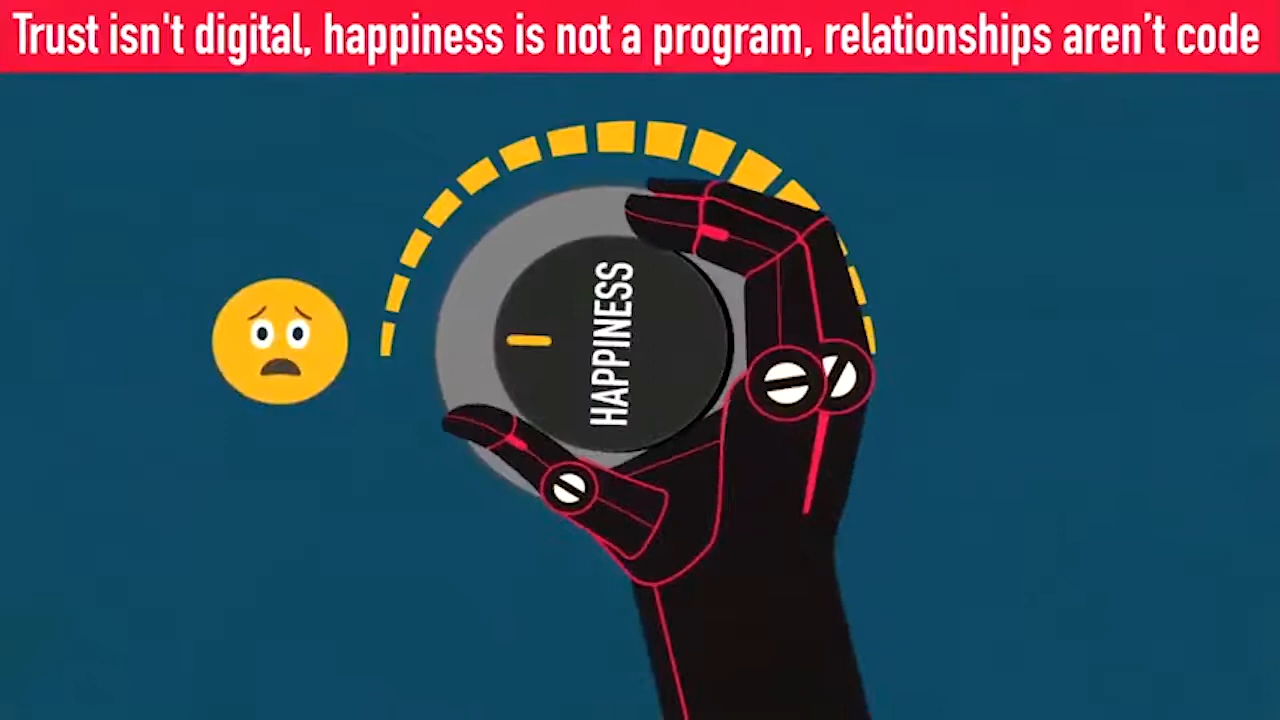 Trust isn't digital, happiness is not a program, relationships aren’t code
HAPPINESS